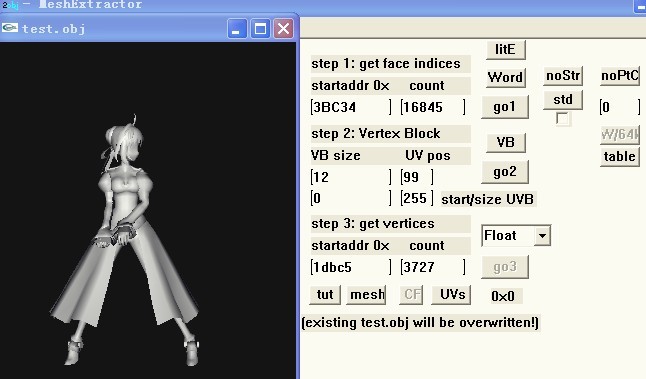 2obj - MeshExtractor
test.obj
litE
step 1: get face indices
Word
noStr
noPtC
startaddr 0x count
[3BC34 ] [16845 ]
go1
std
[0 ]
step 2: Vertex Block
VB
W/64k
table
VB size UV pos
go2
[12 ] [99 ]
[0 ] [255 ] start/size UVB
step 3: get vertices
Float
startaddr 0x count
[1dbc5 ] [3727 ]
go3
tut mesh CF UVs 0x0
(existing test.obj will be overwritten!)